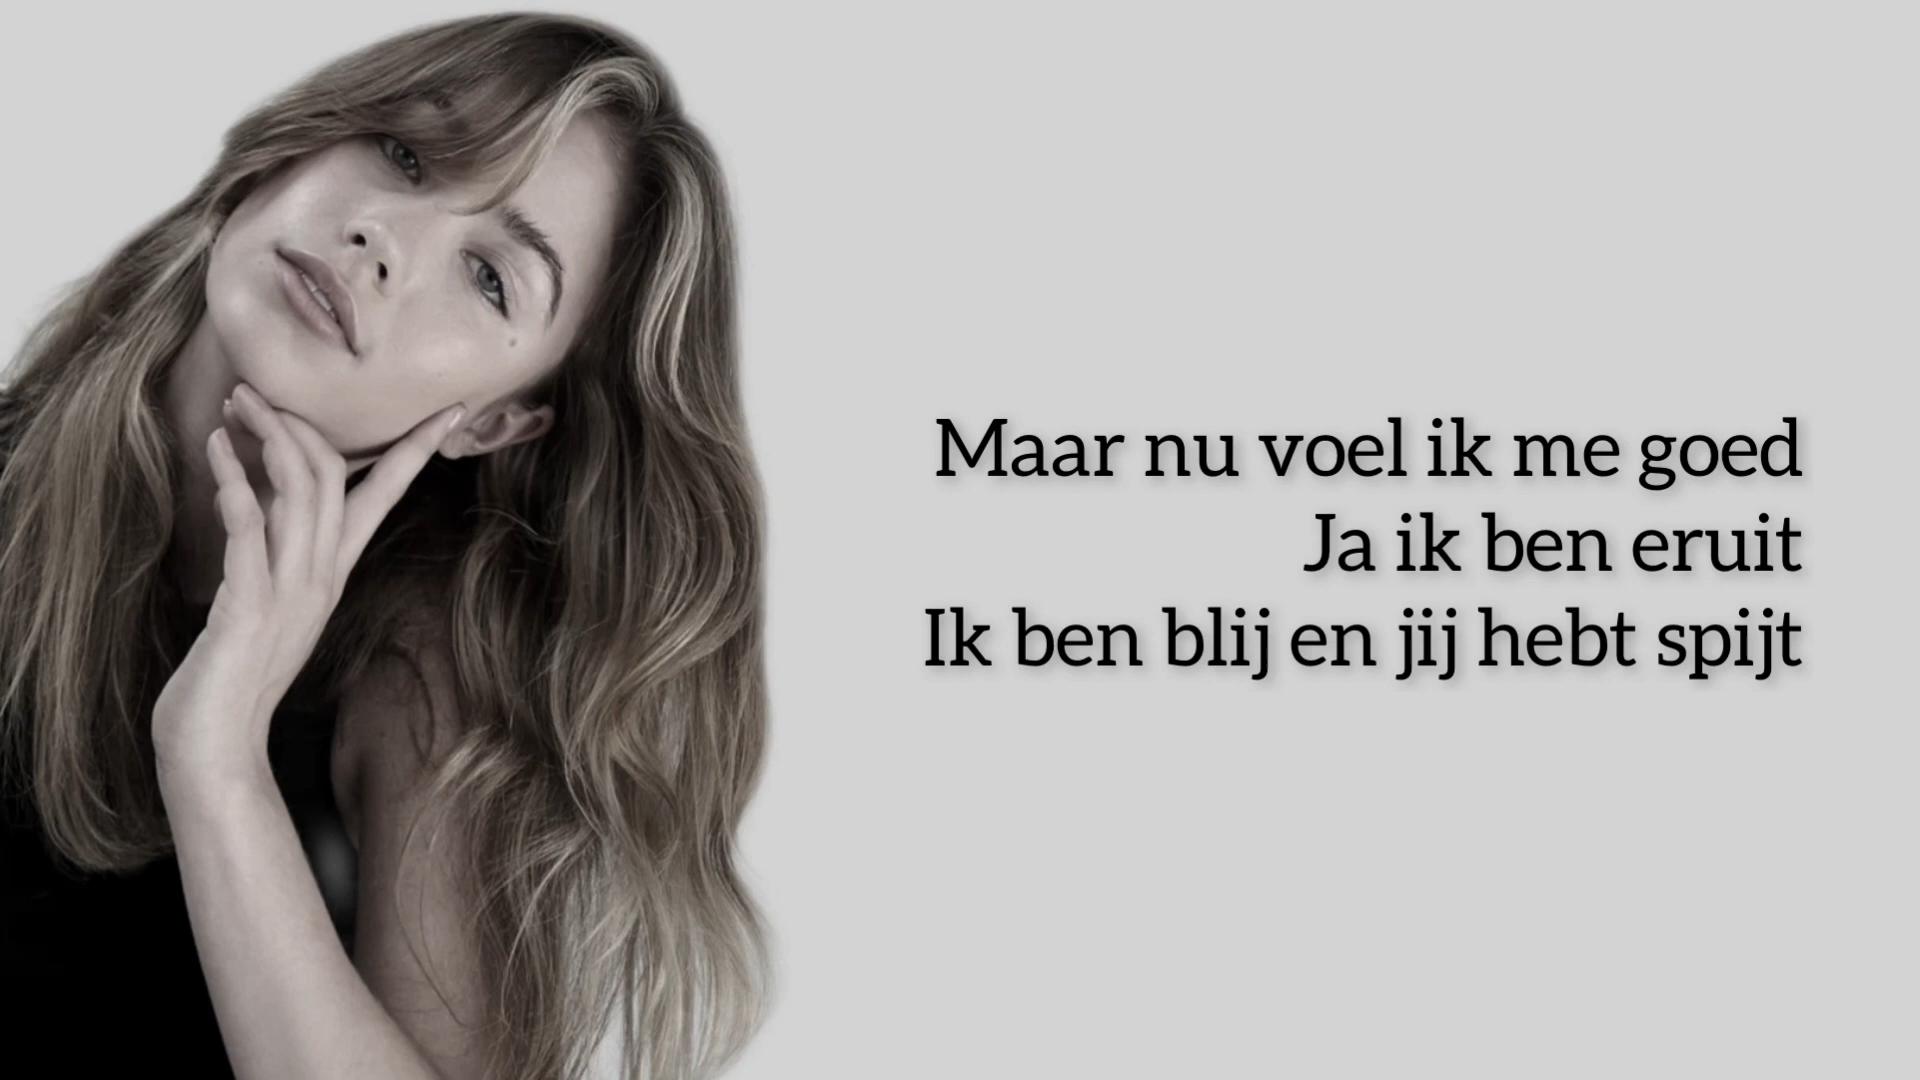 Maar nu voel ik me goed
Ja ik ben eruit
Ik ben blij en jij hebt spijt